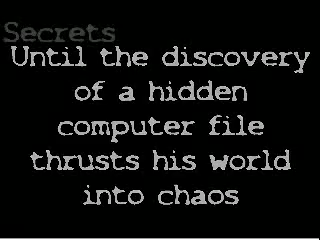 Secrets
Until the discovery
of a hidden
computer file
thrusts his world
into chaos